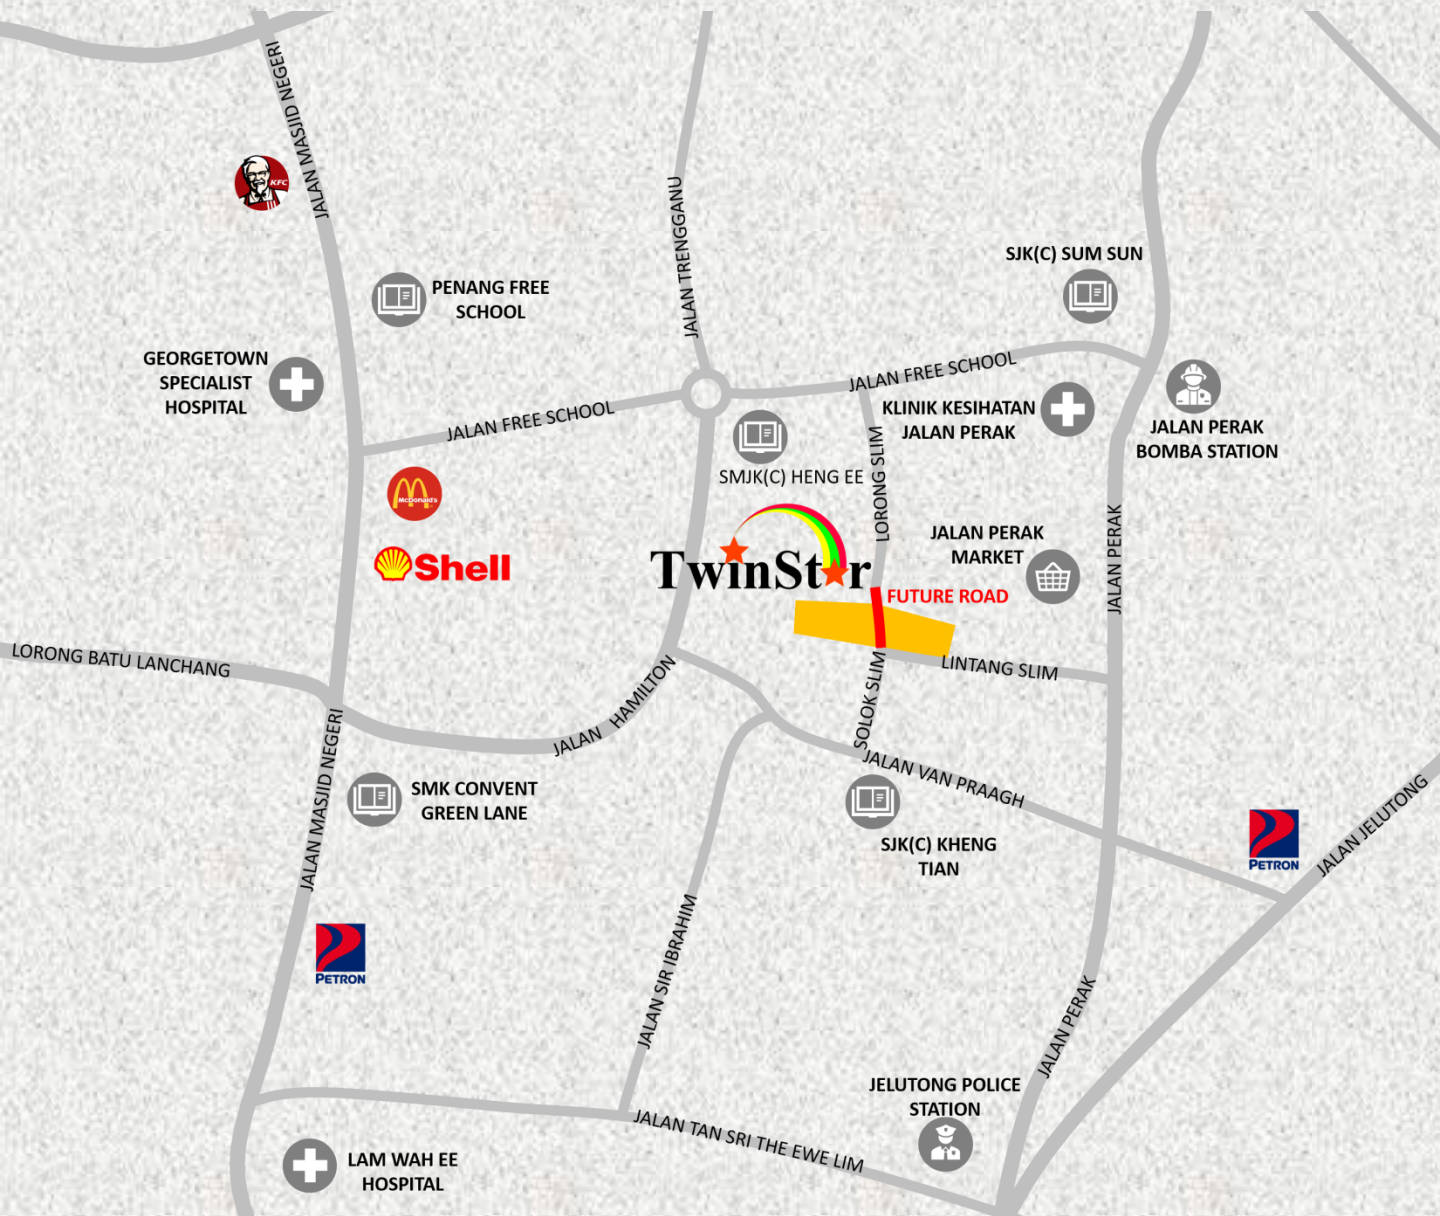 JALAN MASJID NEGERI
KFC
JALAN TRENGGANU
SJK(C) SUM SUN
PENANG FREE
SCHOOL
GEORGETOWN
SPECIALIST
HOSPITAL
JALAN FREE SCHOOL
JALAN FREE SCHOOL
KLINIK KESIHATAN
JALAN PERAK
JALAN PERAK
BOMBA STATION
LORONG SLIM
SMJK(C) HENG EE
McDonald's
Shell
TwinStar
JALAN PERAK
MARKET
JALAN PERAK
FUTURE ROAD
LORONG BATU LANCHANG
LINTANG SLIM
SOLOK SLIM
JALAN HAMILTON
JALAN MASJID NEGERI
JALAN VAN PRAAGH
SMK CONVENT
GREEN LANE
SJK(C) KHENG
TIAN
PETRON
JALAN JELUTONG
PETRON
JALAN SIR IBRAHIM
JALAN PERAK
JELUTONG POLICE
STATION
JALAN TAN SRI THE EWE LIM
LAM WAH EE
HOSPITAL